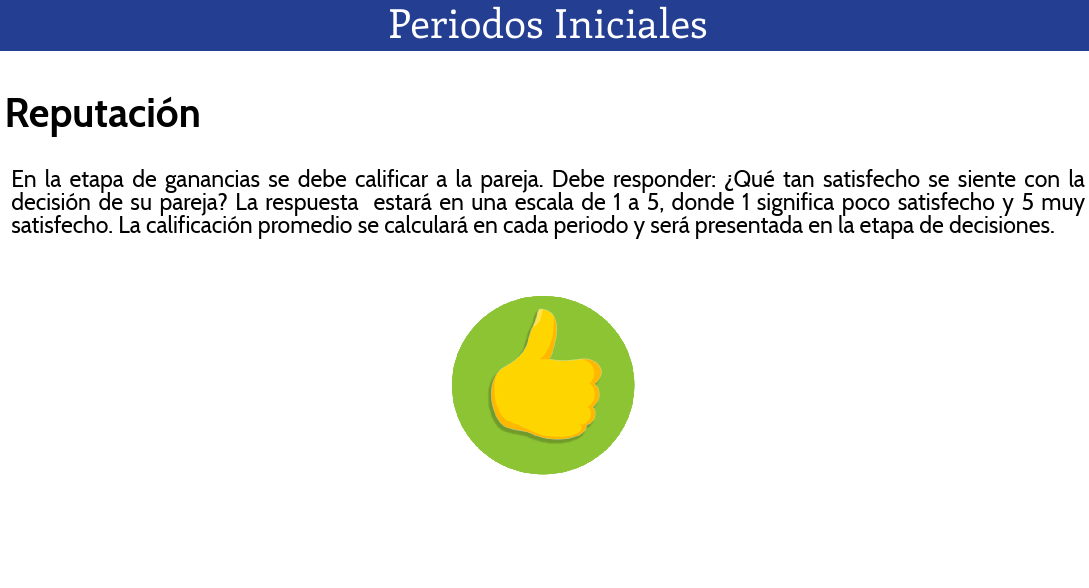 Periodos Iniciales
Reputación
En la etapa de ganancias se debe calificar a la pareja. Debe responder: ¿Qué tan satisfecho se siente con la
decisión de su pareja? La respuesta  estará en una escala de 1 a 5, donde 1 significa poco satisfecho y 5 muy
satisfecho. La calificación promedio se calculará en cada periodo y será presentada en la etapa de decisiones.